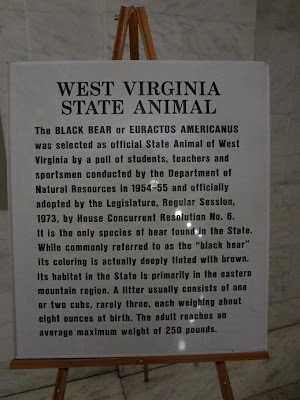 WEST VIRGINIA
STATE ANIMAL
The BLACK BEAR or EURACTOS AMERICANUS
was selected as official State Animal of West
Virginia by a poll of students, teachers and
sportsmen conducted by the Department of
Natural Resources in 1954-55 and officially
adopted by the Legislature, Regular Session,
1973, by House Concurrent Resolution No. 6.
It is the only species of bear found in the State.
While commonly referred to as the "black bear"
its coloring is actually deeply tinted with brown.
Its habitat in the State is primarily in the eastern
mountain region. A litter usually consists of one
or two cubs, rarely three, each weighing about
eight ounces at birth. The adult reaches an
average maximum weight of 250 pounds.